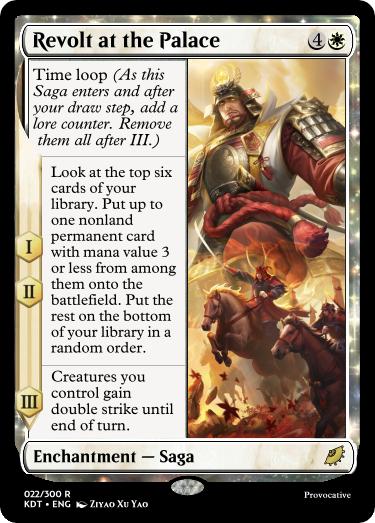 Revolt at the Palace 4
Time loop (As this
Saga enters and after
your draw step, add a
lore counter. Remove
them all after III.)
I
II
Look at the top six
cards of your
library. Put up to
one nonland
permanent card
with mana value 3
or less from among
them onto the
battlefield. Put the
rest on the bottom
of your library in a
random order.
III
Creatures you
control gain
double strike until
end of turn.
Enchantment — Saga
022/300 R
KDT • ENG Ziyao Xu Yao
Provocative